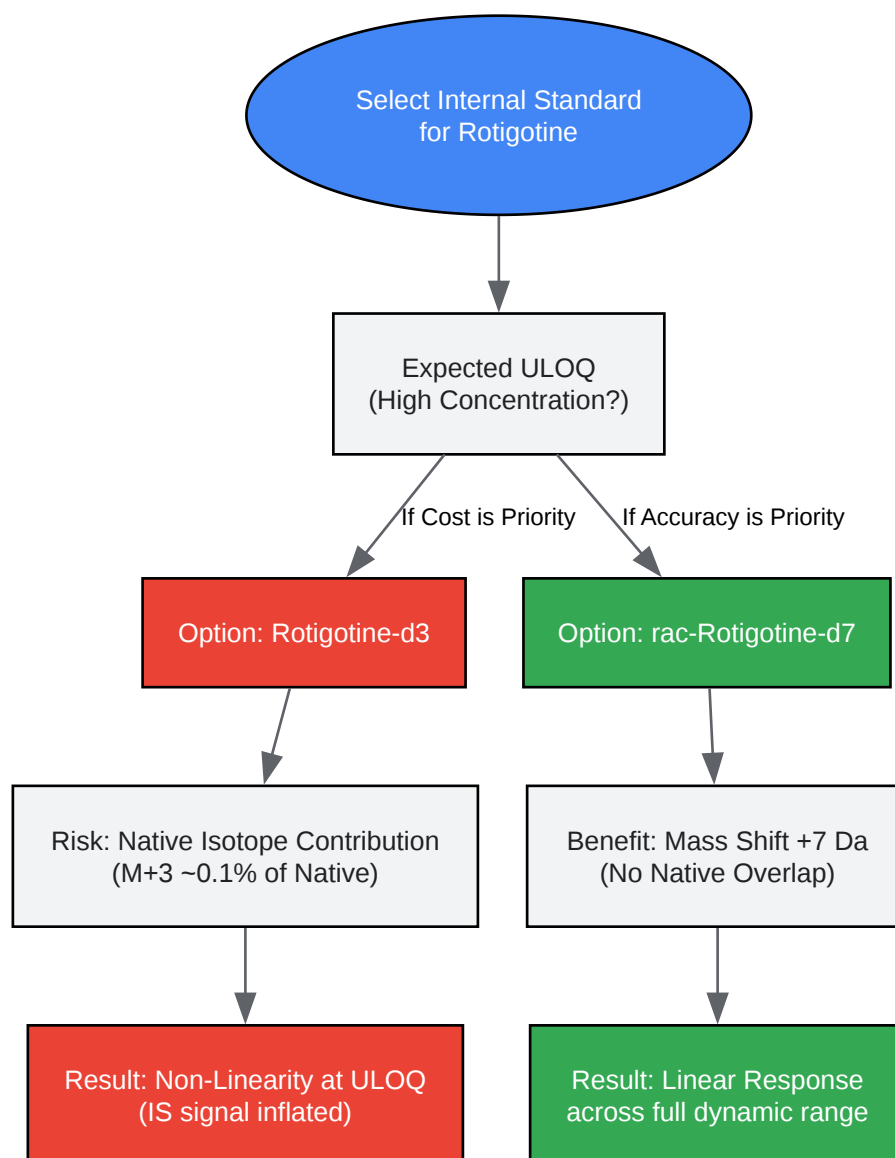 Select Internal Standard
for Rotigotine
Expected ULOQ
(High Concentration?)
If Cost is Priority
If Accuracy is Priority
Option: Rotigotine-d3
Option: rac-Rotigotine-d7
Risk: Native Isotope Contribution
(M+3 ~0.1% of Native)
Benefit: Mass Shift +7 Da
(No Native Overlap)
Result: Non-Linearity at ULOQ
(IS signal inflated)
Result: Linear Response
across full dynamic range